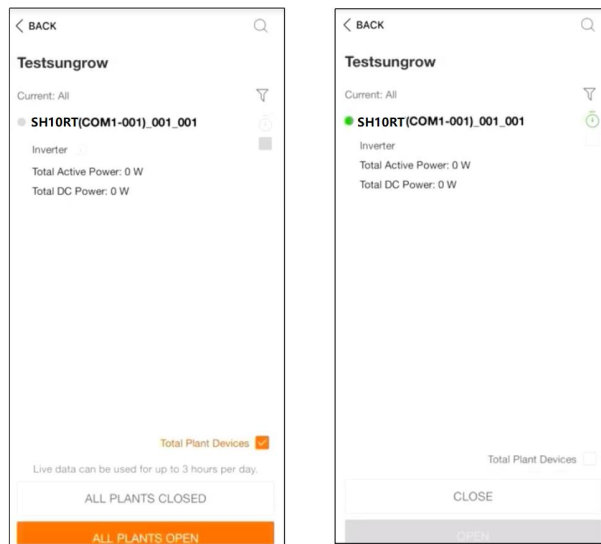 BACK
Testsungrow
Current: All
SH10RT(COM1-001)_001_001
Inverter
Total Active Power: 0 W
Total DC Power: 0 W
Total Plant Devices
Live data can be used for up to 3 hours per day.
ALL PLANTS CLOSED
ALL PLANTS OPEN
BACK
Testsungrow
Current: All
SH10RT(COM1-001)_001_001
Inverter
Total Active Power: 0 W
Total DC Power: 0 W
Total Plant Devices
CLOSE
OPEN